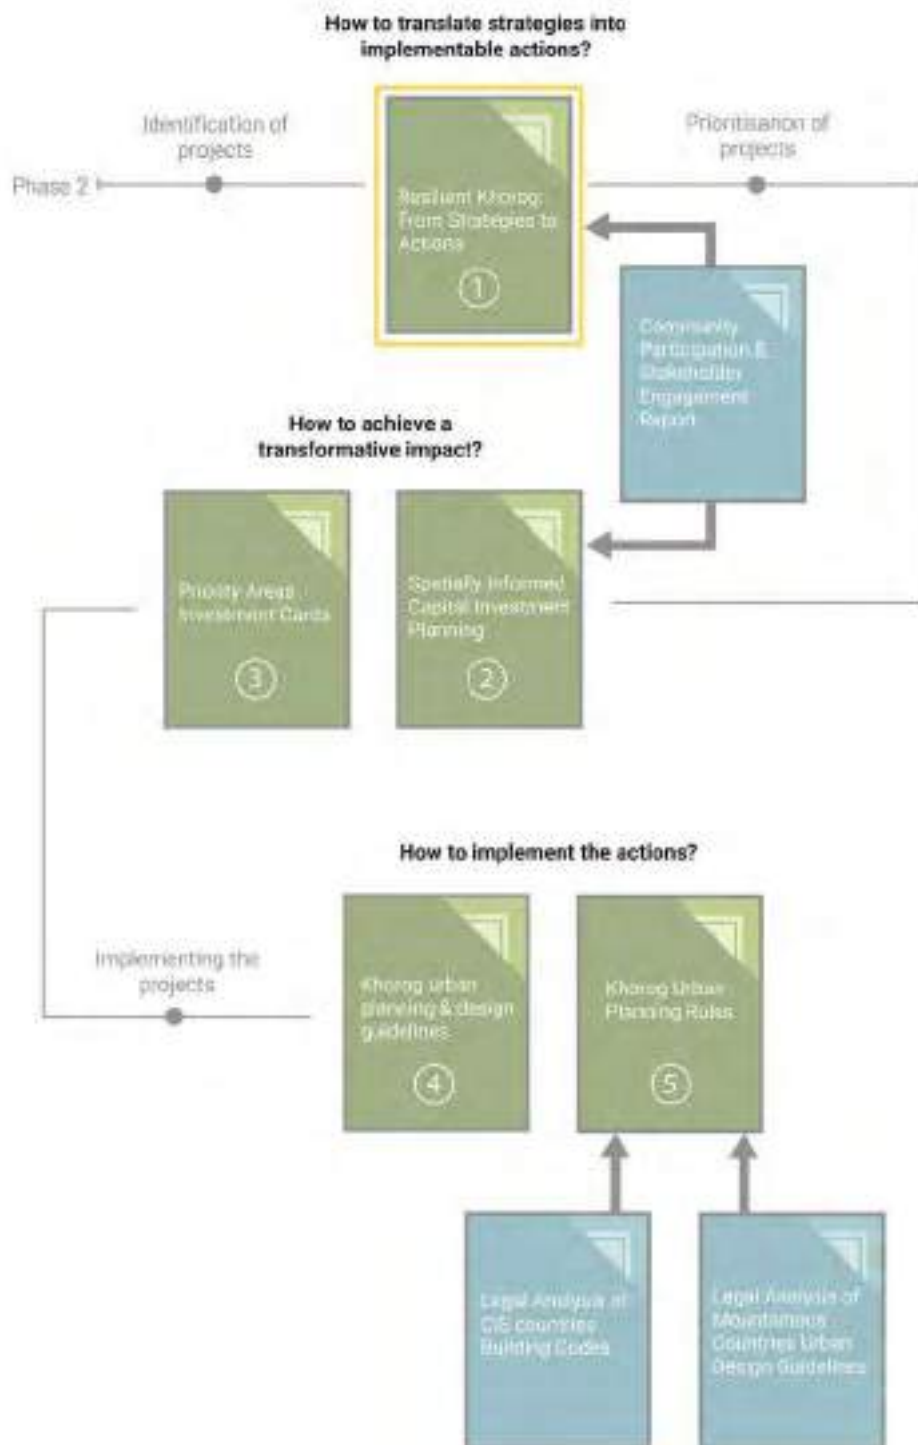 How to translate strategies into
implementable actions?
Identification of
projects
Prioritisation of
projects
Phase 2
Resilient Khorog:
From Strategies to
Actions
1
Community
Participation &
Stakeholder
Engagement
Report
How to achieve a
transformative impact?
Priority Areas
Investment Cards
3
Spatially Informed
Capital Investment
Planning
2
How to implement the actions?
Implementing the
projects
Khorog urban
planning & design
guidelines
4
Khorog Urban
Planning Rules
5
Legal Analysis of
CIS countries
Building Codes
Legal Analysis of
Mountainous
Countries Urban
Design Guidelines